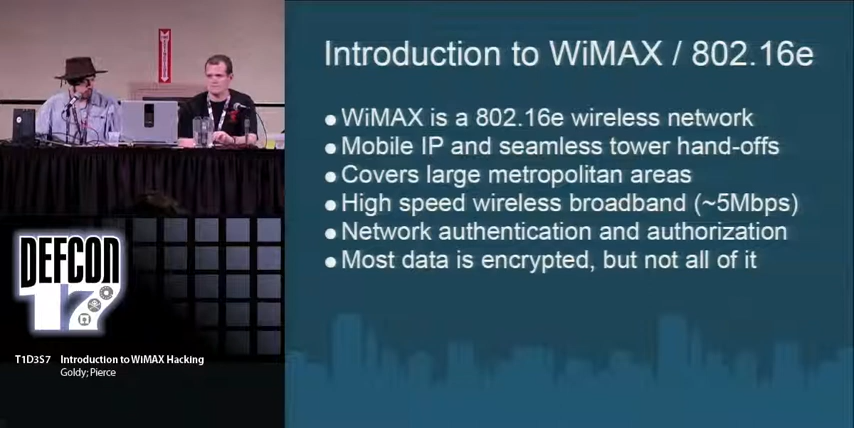 Introduction to WiMAX / 802.16e
● WiMAX is a 802.16e wireless network
● Mobile IP and seamless tower hand-offs
● Covers large metropolitan areas
● High speed wireless broadband (~5Mbps)
● Network authentication and authorization
● Most data is encrypted, but not all of it
DEFCON
17
T1D3S7 Introduction to WiMAX Hacking
Goldy; Pierce